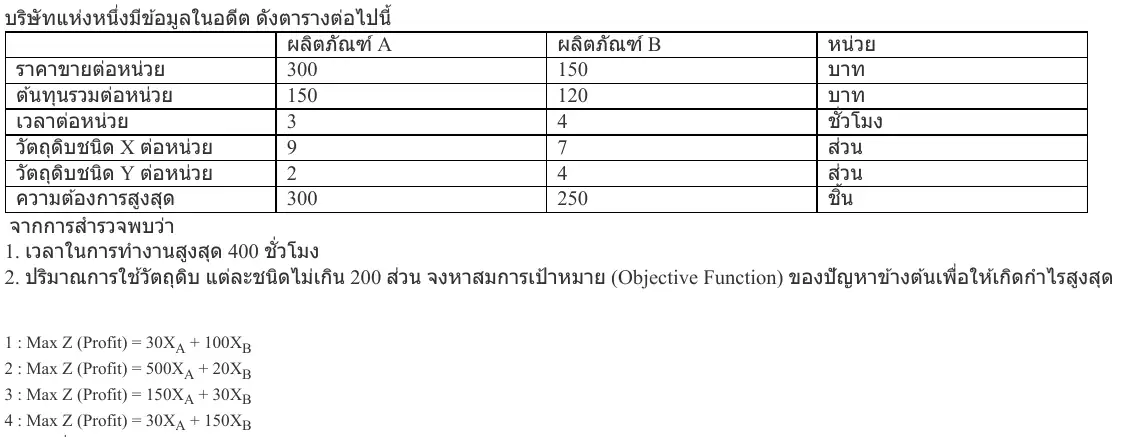 บริษัทแห่งหนึ่งมีข้อมูลในอดีต ดังตารางต่อไปนี้
ผลิตภัณฑ์ A ผลิตภัณฑ์ B หน่วย
ราคาขายต่อหน่วย 300 150 บาท
ต้นทุนรวมต่อหน่วย 150 120 บาท
เวลาต่อหน่วย 3 4 ชั่วโมง
วัตถุดิบชนิด X ต่อหน่วย 9 7 ส่วน
วัตถุดิบชนิด Y ต่อหน่วย 2 4 ส่วน
ความต้องการสูงสุด 300 250 ชิ้น
จากการสำรวจพบว่า
1. เวลาในการทำงานสูงสุด 400 ชั่วโมง
2. ปริมาณการใช้วัตถุดิบ แต่ละชนิดไม่เกิน 200 ส่วน จงหาสมการเป้าหมาย (Objective Function) ของปัญหาข้างต้นเพื่อให้เกิดกำไรสูงสุด
1 : Max Z (Profit) = 30XA + 100XB
2 : Max Z (Profit) = 500XA + 20XB
3 : Max Z (Profit) = 150XA + 30XB
4 : Max Z (Profit) = 30XA + 150XB